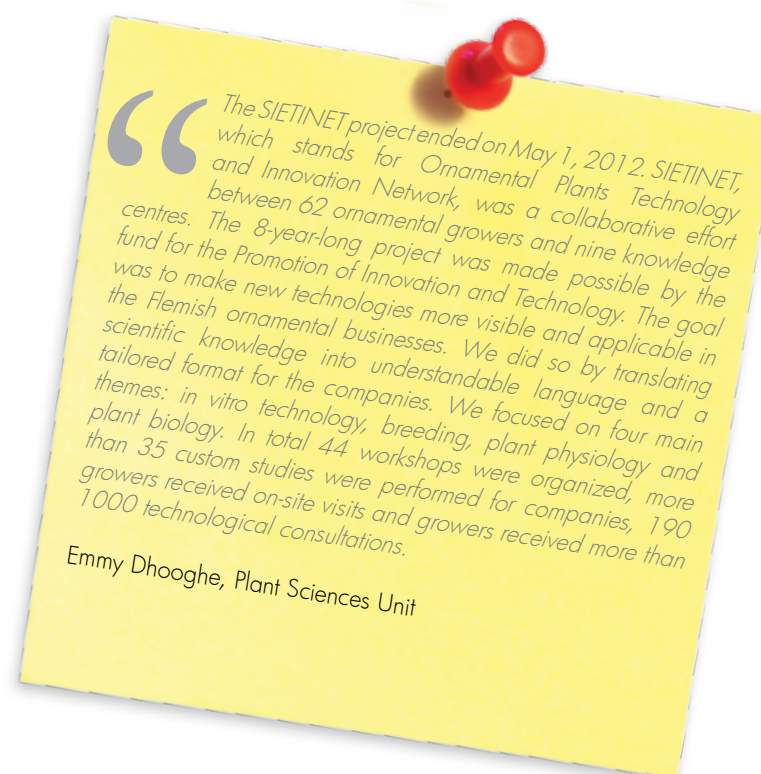 “
The SIETINET project ended on May 1, 2012. SIETINET,
which stands for Ornamental Plants Technology
and Innovation Network, was a collaborative effort
between 62 ornamental growers and nine knowledge
centres. The 8-year-long project was made possible by the
fund for the Promotion of Innovation and Technology. The goal
was to make new technologies more visible and applicable in
the Flemish ornamental businesses. We did so by translating
scientific knowledge into understandable language and a
tailored format for the companies. We focused on four main
themes: in vitro technology, breeding, plant physiology and
plant biology. In total 44 workshops were organized, more
than 35 custom studies were performed for companies, 190
growers received on-site visits and growers received more than
1000 technological consultations.
Emmy Dhooghe, Plant Sciences Unit